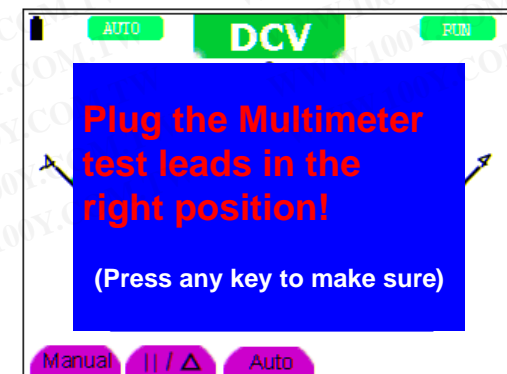 AUTO DCV RUN
Plug the Multimeter
test leads in the
right position!
(Press any key to make sure)
Manual || / Δ Auto